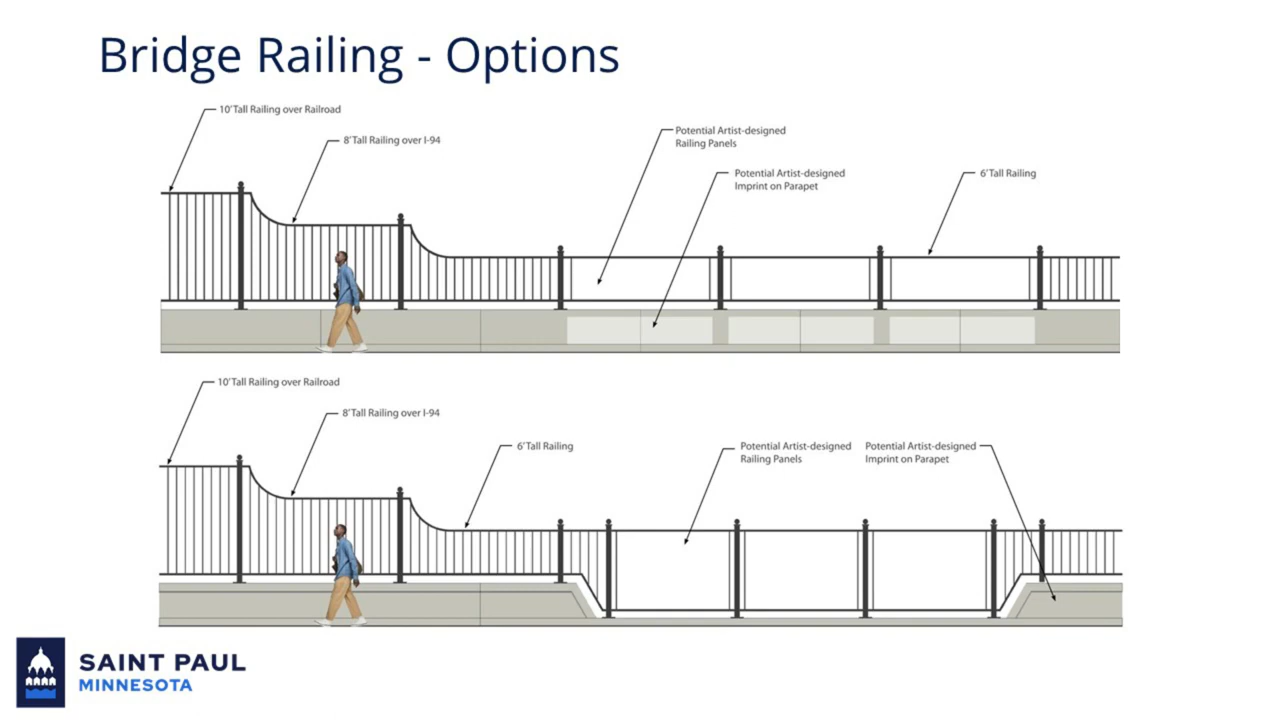 Bridge Railing - Options
10' Tall Railing over Railroad
8' Tall Railing over I-94
Potential Artist-designed
Railing Panels
Potential Artist-designed
Imprint on Parapet
6' Tall Railing
10' Tall Railing over Railroad
8' Tall Railing over I-94
6' Tall Railing
Potential Artist-designed
Railing Panels
Potential Artist-designed
Imprint on Parapet
SAINT PAUL
MINNESOTA